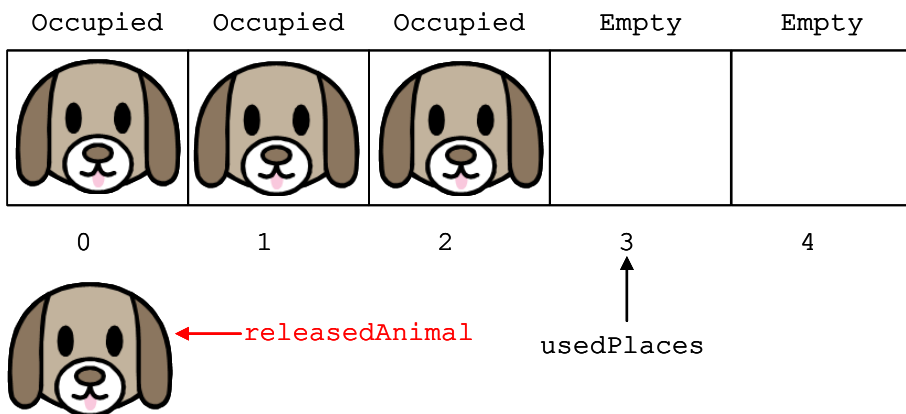 Occupied Occupied Occupied Empty Empty
0 1 2 3 4
releasedAnimal
usedPlaces